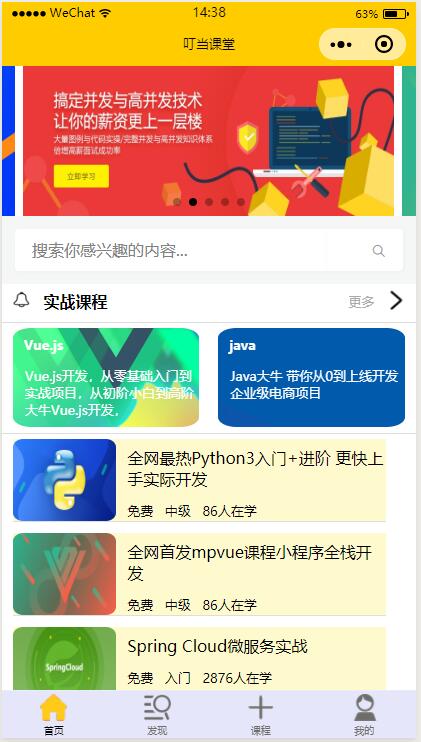 WeChat 14:38 63%
叮当课堂
搞定并发与高并发技术
让你的薪资更上一层楼
大量图例与代码实操/完整并发与高并发知识体系
倍增高薪面试成功率
立即学习
搜索你感兴趣的内容...
实战课程 更多
Vue.js
Vue.js开发，从零基础入门到
实战项目，从初阶小白到高阶
大牛Vue.js开发，
java
Java大牛 带你从0到上线开发
企业级电商项目
全网最热Python3入门+进阶 更快上
手实际开发
免费 中级 86人在学
全网首发mpvue课程小程序全栈开
发
免费 中级 86人在学
SpringCloud
Spring Cloud微服务实战
免费 入门 2876人在学
首页 发现 课程 我的